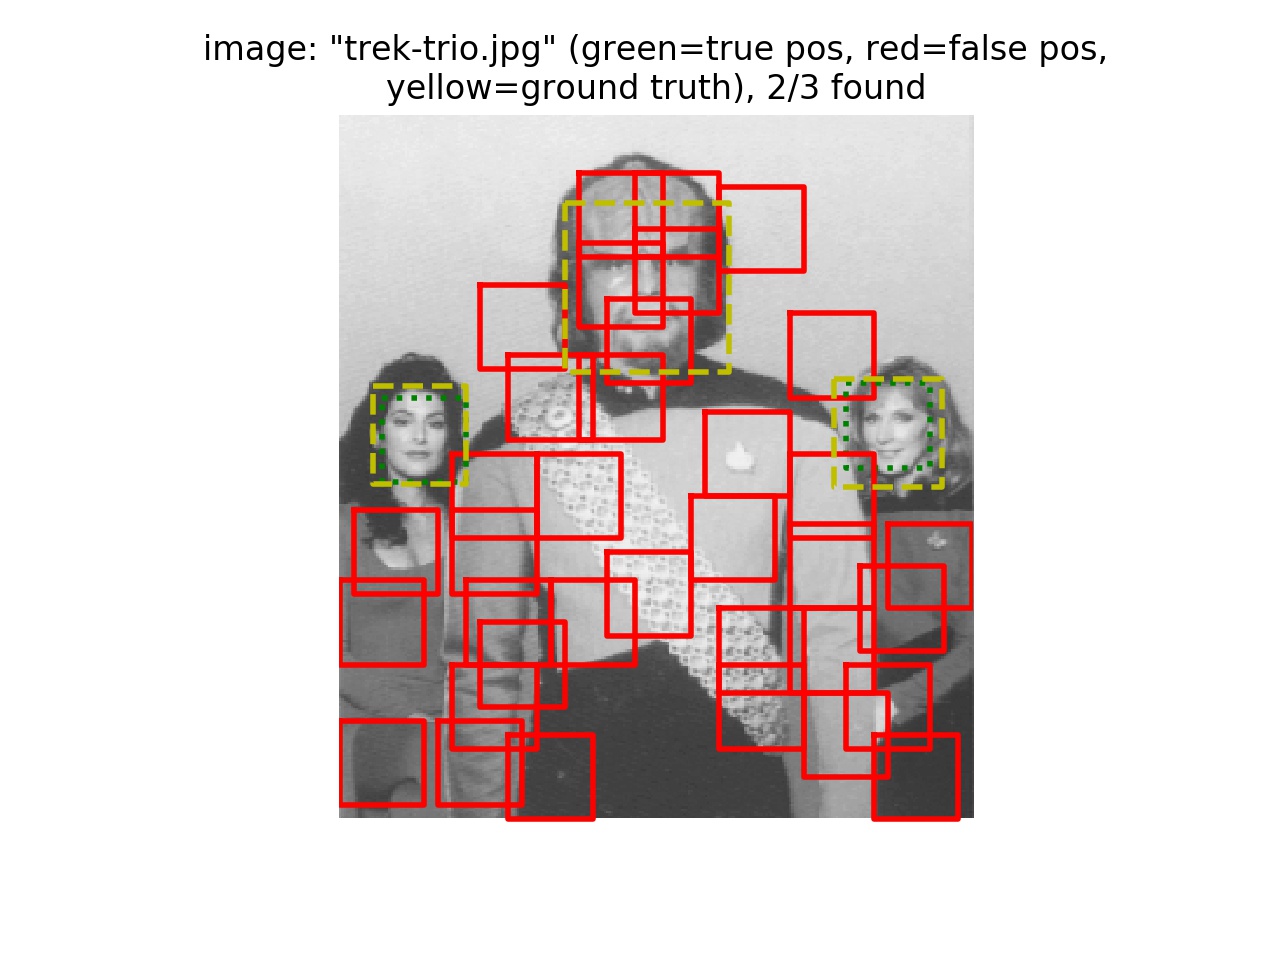 image: "trek-trio.jpg" (green=true pos, red=false pos,
yellow=ground truth), 2/3 found